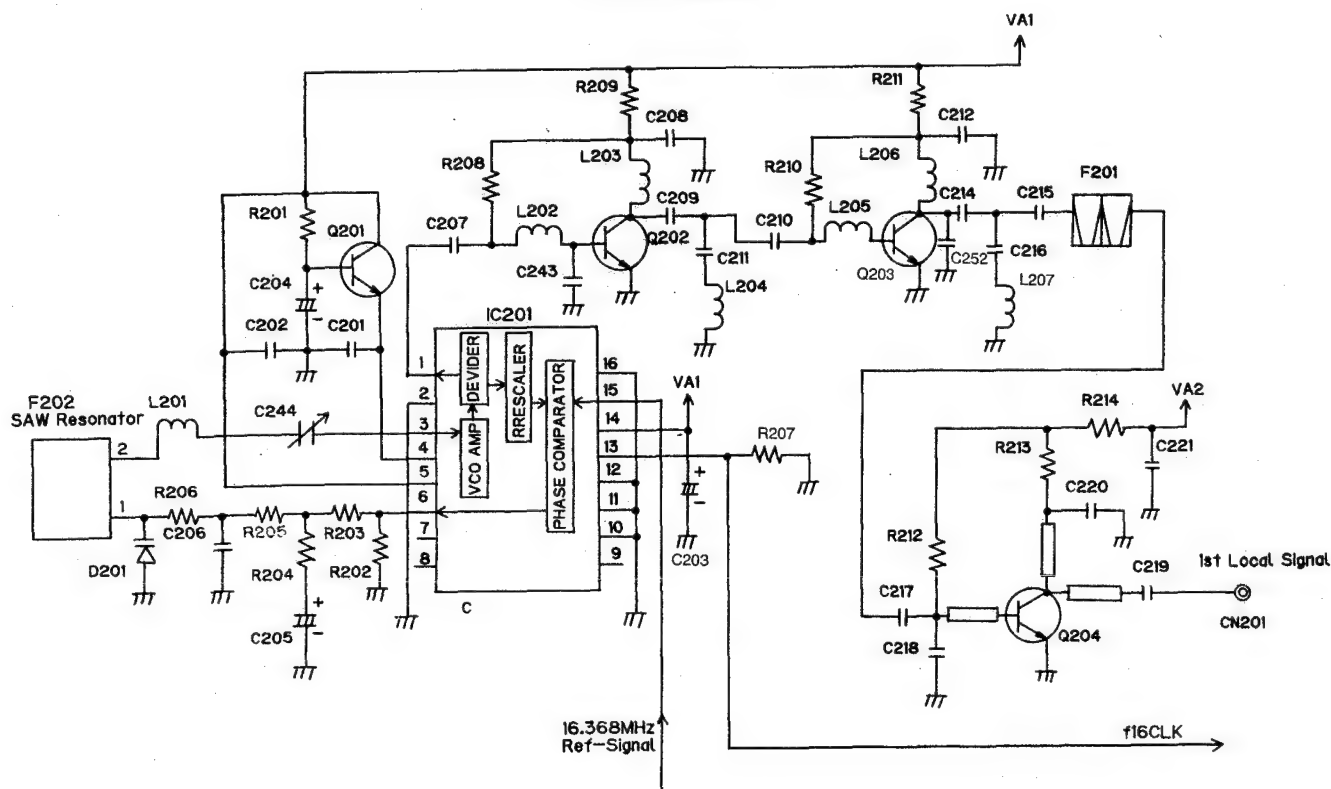 VA1
R209
R211
C208
C212
R208
L203
R210
L206
F201
C209
C214
C215
R201
L202
L205
Q201
C207
C210
Q202
C211
C216
C204
+
-
C243
L204
Q203
C252
L207
C202
C201
IC201
1
2
3
4
5
6
7
8
16
15
14
13
12
11
10
9
DEVIDER
RRESCALER
VCO AMP
PHASE COMPARATOR
F202
SAW Resonator
L201
C244
VA1
R207
+
-
C203
2
1
R206
C206
R205
R203
D201
R204
R202
+
-
C205
C
R214
VA2
R213
C221
C220
R212
C217
C218
Q204
C219
1st Local Signal
CN201
16.368MHz
Ref-Signal
f16CLK